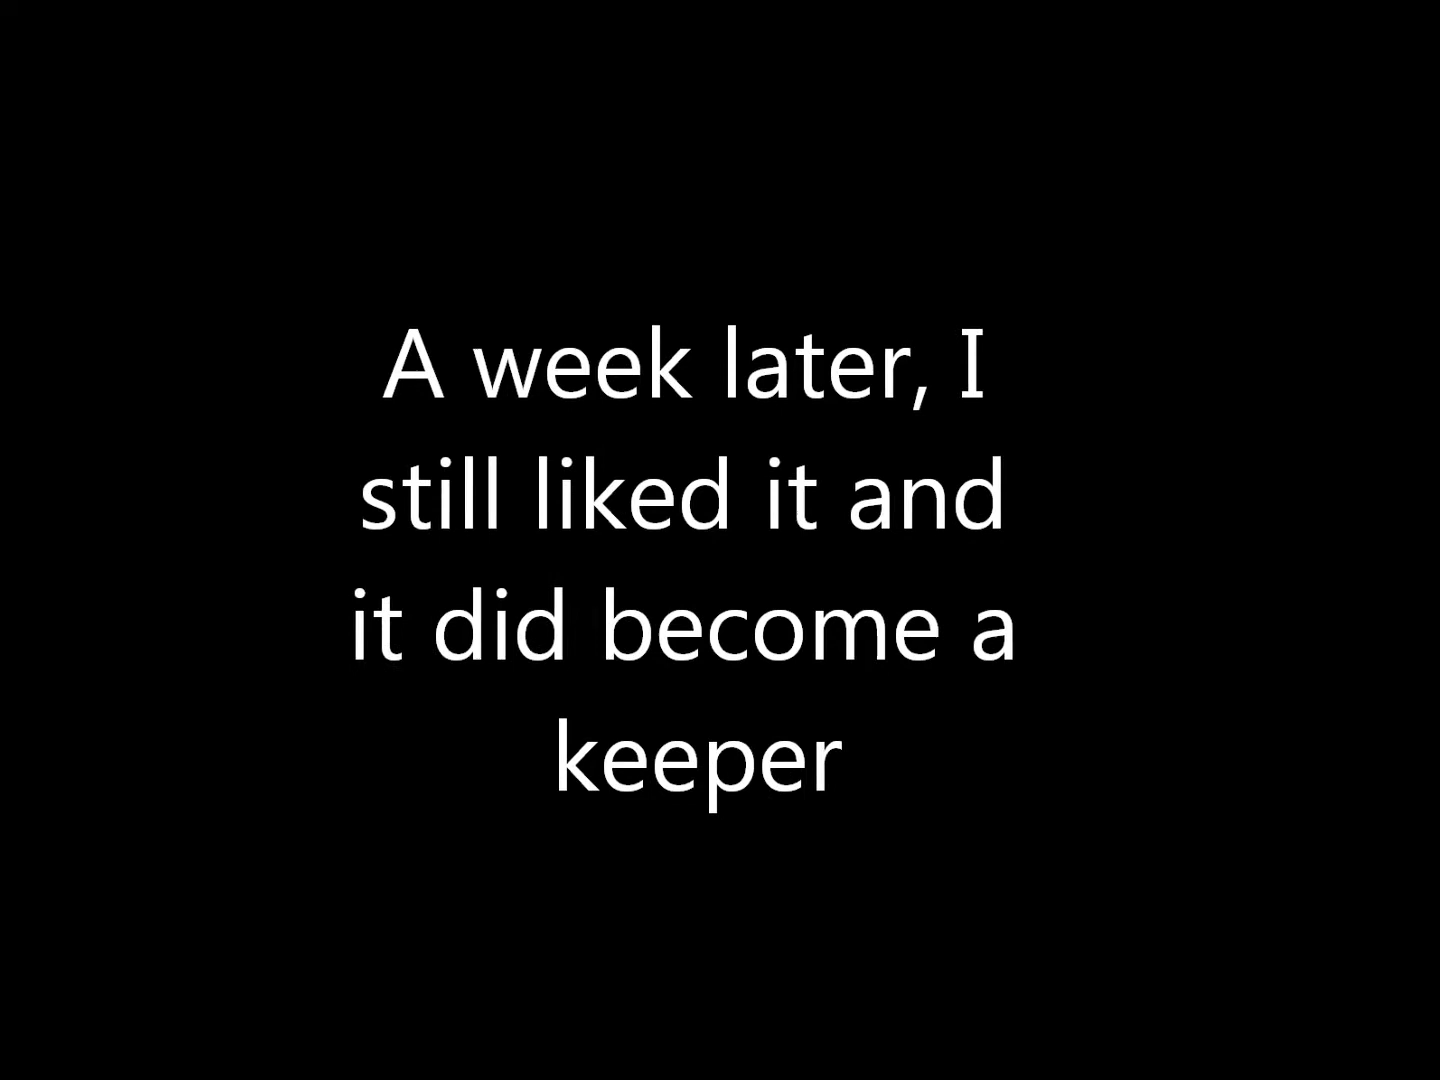 A week later, I
still liked it and
it did become a
keeper